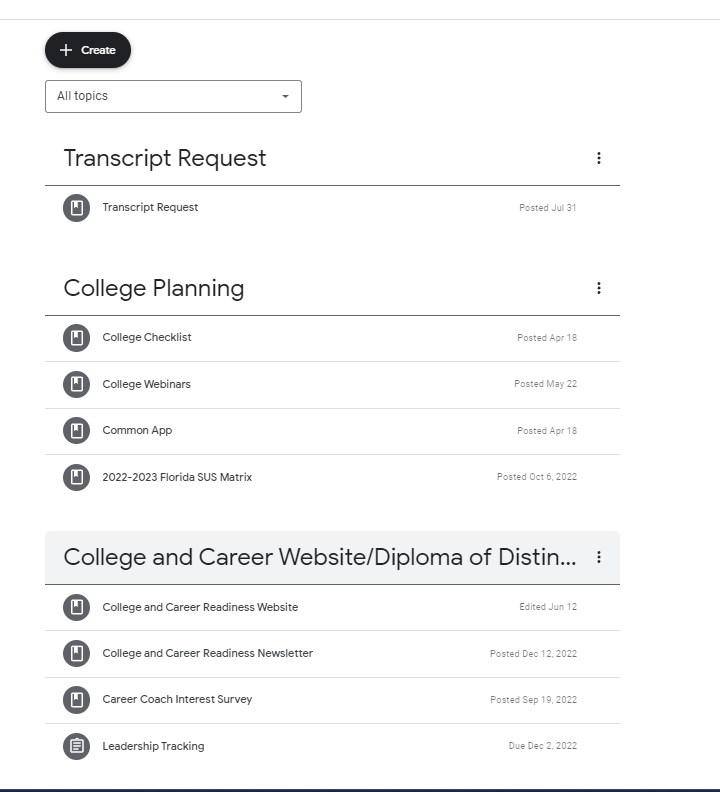 Create
All topics
Transcript Request
Transcript Request Posted Jul 31
College Planning
College Checklist Posted Apr 18
College Webinars Posted May 22
Common App Posted Apr 18
2022-2023 Florida SUS Matrix Posted Oct 6, 2022
College and Career Website/Diploma of Distin...
College and Career Readiness Website Edited Jun 12
College and Career Readiness Newsletter Posted Dec 12, 2022
Career Coach Interest Survey Posted Sep 19, 2022
Leadership Tracking Due Dec 2, 2022